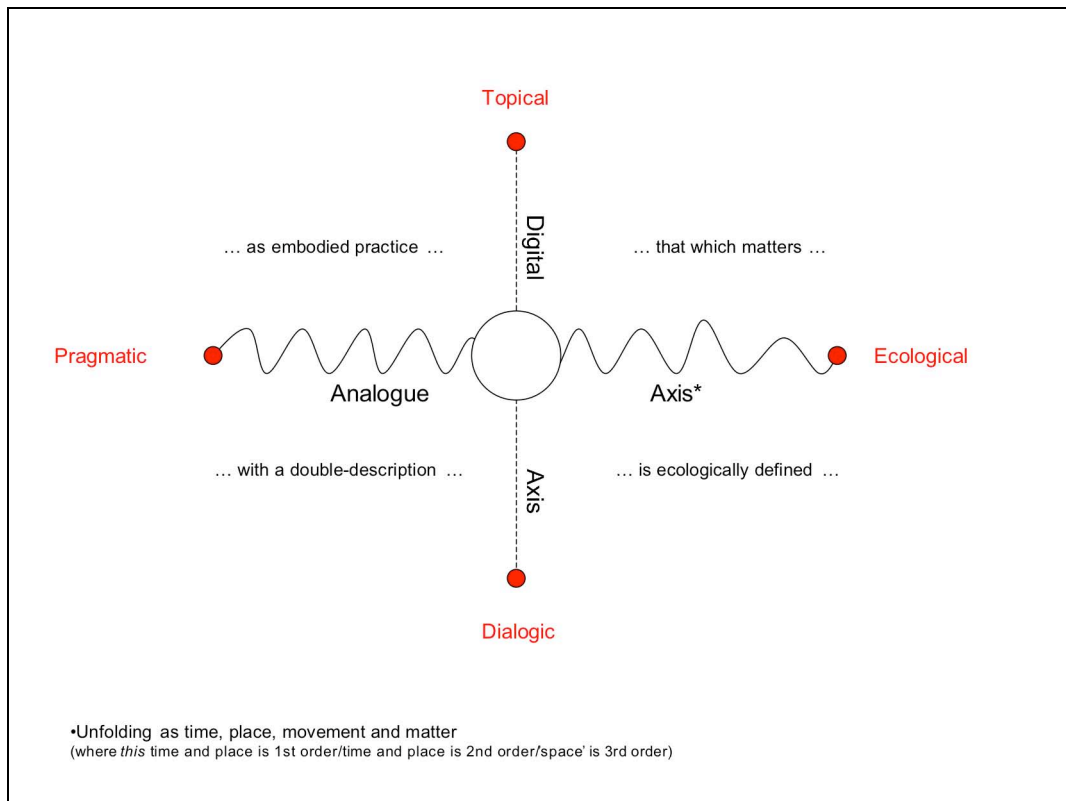 Topical
Digital
… as embodied practice …
… that which matters …
Pragmatic
Ecological
Analogue
Axis*
… with a double-description …
… is ecologically defined …
Axis
Dialogic
•Unfolding as time, place, movement and matter
(where this time and place is 1st order/time and place is 2nd order/'space' is 3rd order)